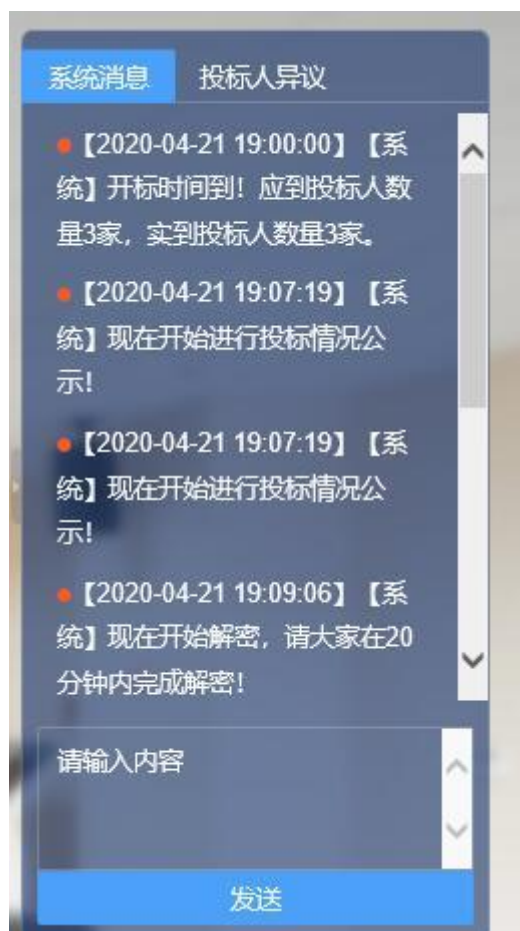 系统消息 投标人异议
【2020-04-21 19:00:00】【系
统】开标时间到！应到投标人数
量3家，实到投标人数量3家。
【2020-04-21 19:07:19】【系
统】现在开始进行投标情况公
示！
【2020-04-21 19:07:19】【系
统】现在开始进行投标情况公
示！
【2020-04-21 19:09:06】【系
统】现在开始解密，请大家在20
分钟内完成解密！
请输入内容
发送